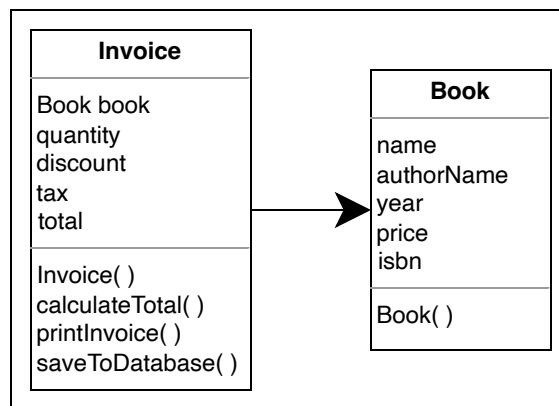 Invoice
Book book
quantity
discount
tax
total
Invoice( )
calculateTotal( )
printInvoice( )
saveToDatabase( )
Book
name
authorName
year
price
isbn
Book( )